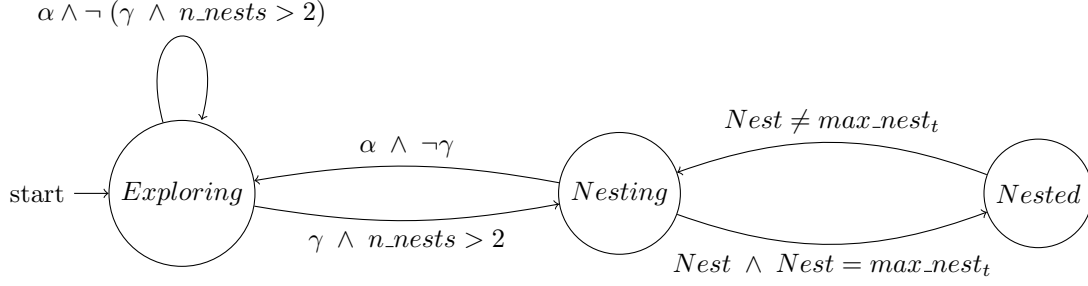 α ∧ ¬ (γ ∧ n_nests > 2)
α ∧ ¬γ
Nest ≠ max_nest_t
start
Exploring
Nesting
Nested
γ ∧ n_nests > 2
Nest ∧ Nest = max_nest_t